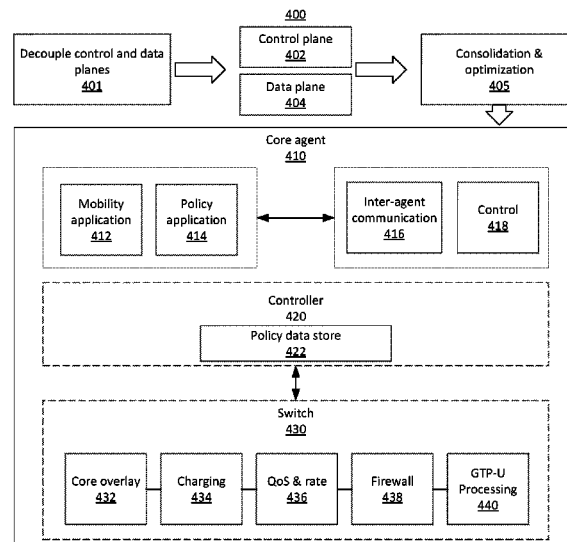 400
Decouple control and data
planes
401
Control plane
402
Data plane
404
Consolidation &
optimization
405
Core agent
410
Mobility
application
412
Policy
application
414
Inter-agent
communication
416
Control
418
Controller
420
Policy data store
422
Switch
430
Core overlay
432
Charging
434
QoS & rate
436
Firewall
438
GTP-U
Processing
440